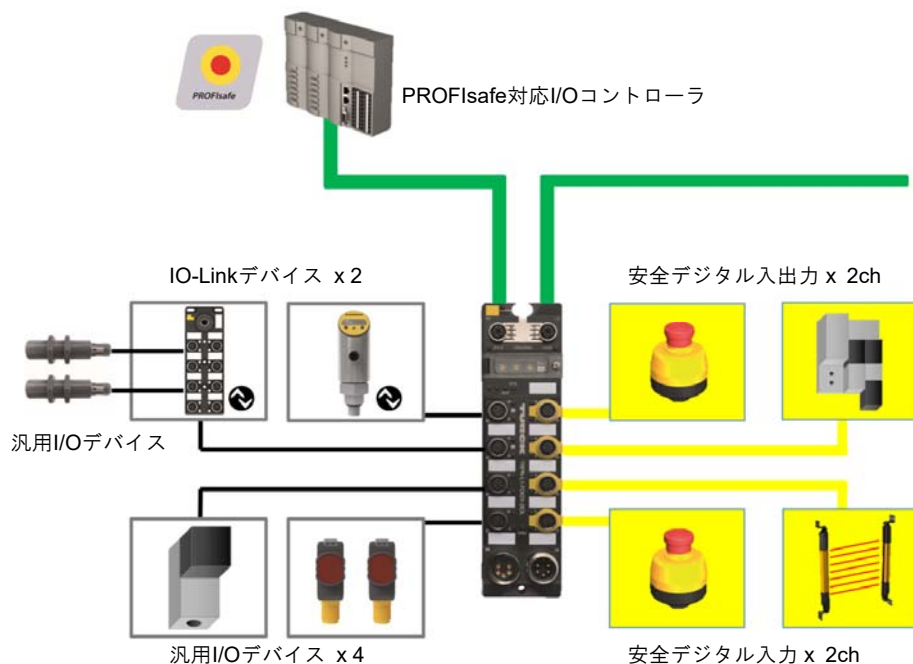 PROFIsafe
PROFIsafe対応I/Oコントローラ
IO-Linkデバイス x 2
安全デジタル入出力 x 2ch
汎用I/Oデバイス
TURCK
汎用I/Oデバイス x 4
安全デジタル入力 x 2ch